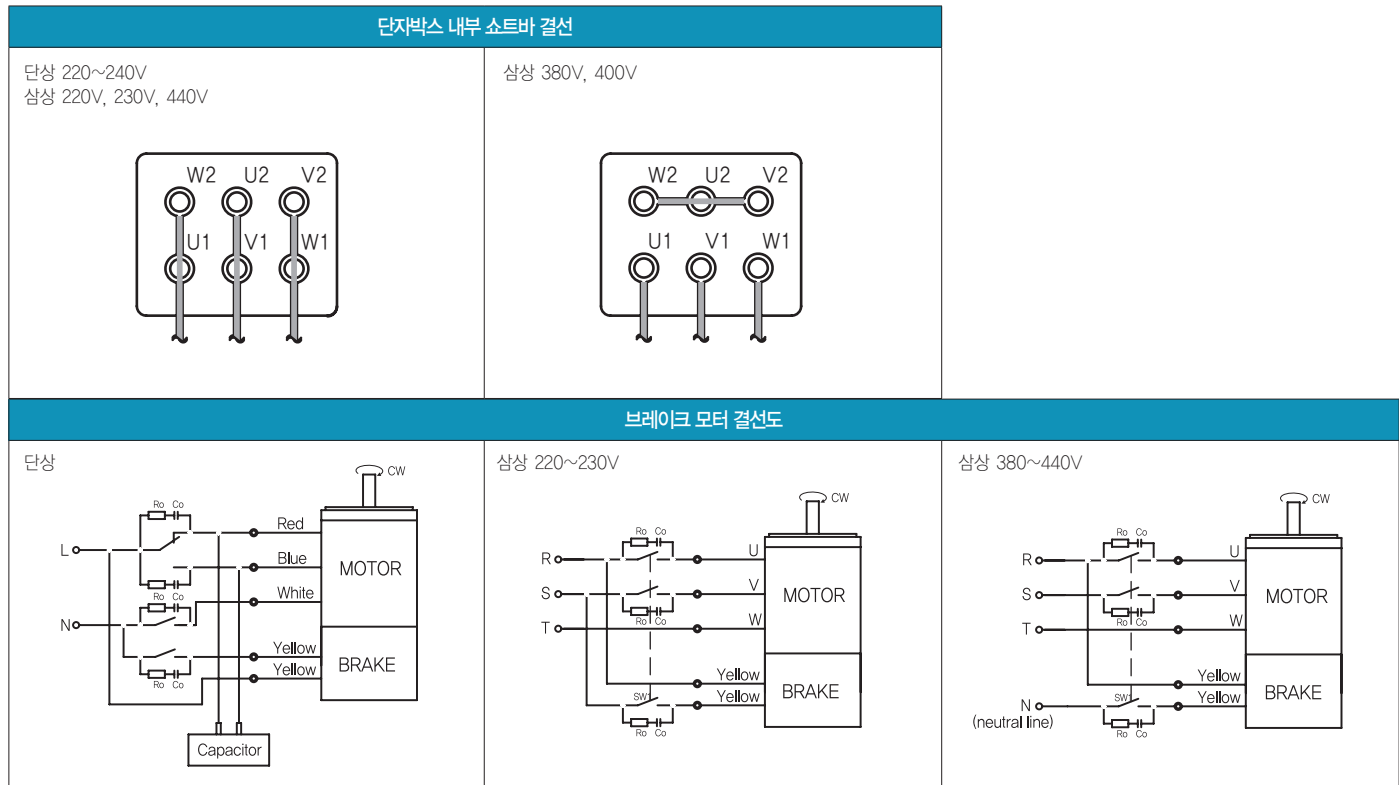 단자박스 내부 쇼트바 결선
단상 220~240V
삼상 220V, 230V, 440V
W2 U2 V2
U1 V1 W1
삼상 380V, 400V
W2 U2 V2
U1 V1 W1
브레이크 모터 결선도
단상
CW
Ro Co
L
Red
Blue
MOTOR
Ro Co
White
N
Yellow
Yellow
BRAKE
Ro Co
Capacitor
삼상 220~230V
CW
Ro Co
R
U
S
V
MOTOR
Ro Co
T
W
Yellow
SW1
Yellow
BRAKE
Ro Co
삼상 380~440V
CW
Ro Co
R
U
S
V
MOTOR
Ro Co
T
W
Yellow
SW1
Yellow
BRAKE
N
(neutral line)
Ro Co